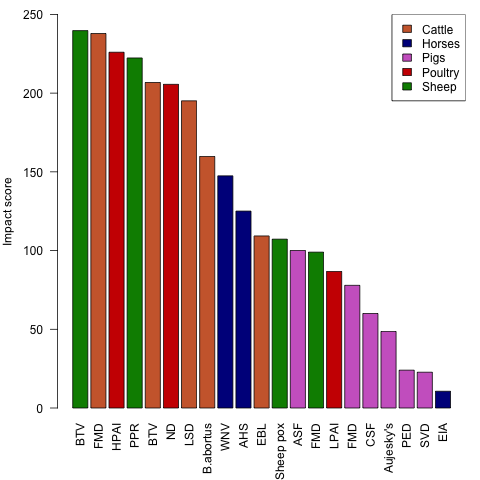 250
200
150
100
50
0
Impact score
Cattle
Horses
Pigs
Poultry
Sheep
BTV
FMD
HPAI
PPR
BTV
ND
LSD
B.abortus
WNV
AHS
EBL
Sheep pox
ASF
FMD
LPAI
FMD
CSF
Aujesky's
PED
SVD
EIA